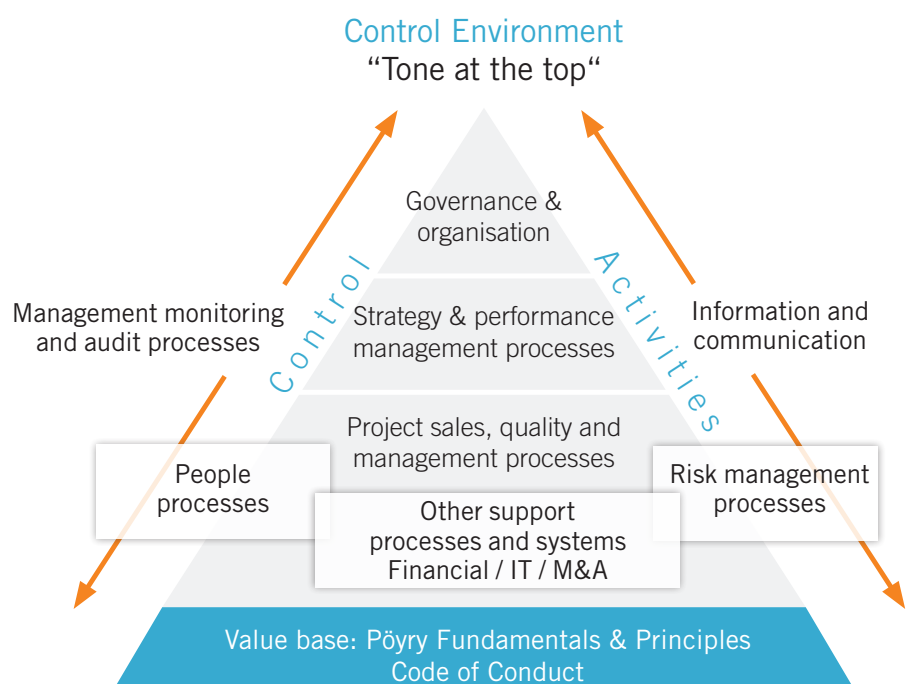 Control Environment
“Tone at the top“
Governance &
organisation
Control
Activities
Management monitoring
and audit processes
Strategy & performance
management processes
Information and
communication
Project sales, quality and
management processes
People
processes
Risk management
processes
Other support
processes and systems
Financial / IT / M&A
Value base: Pöyry Fundamentals & Principles
Code of Conduct